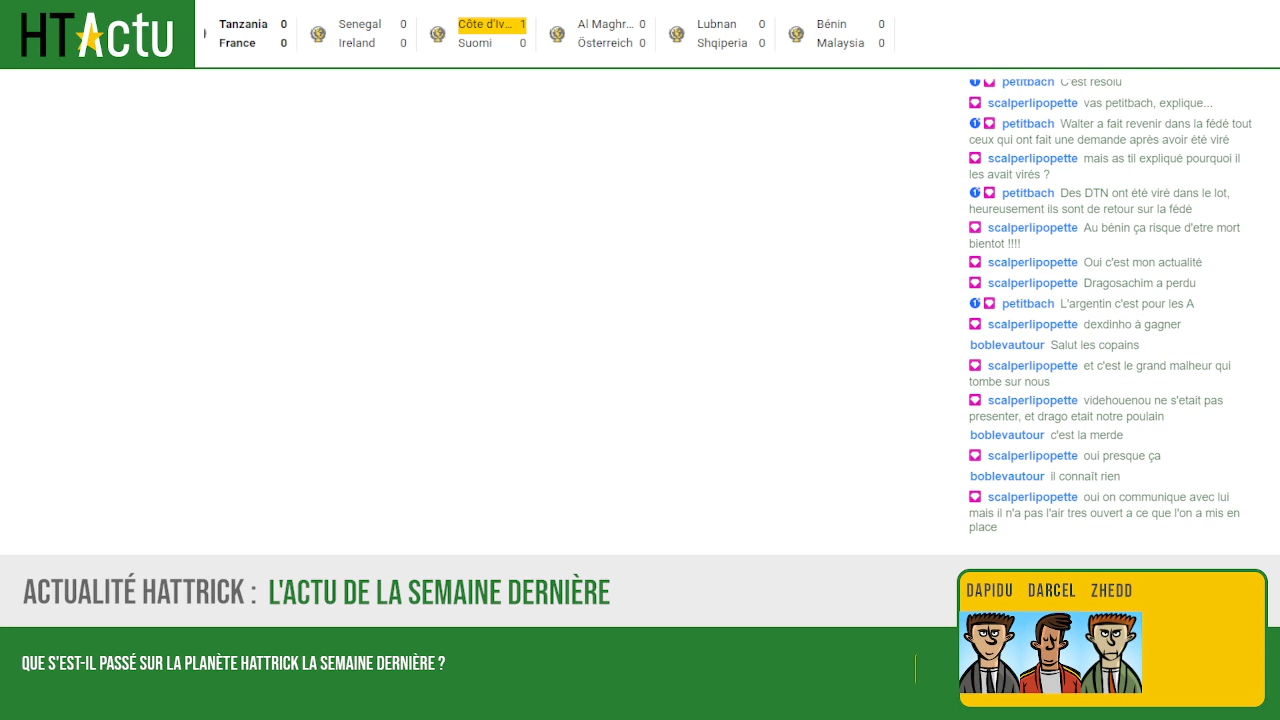 HTActu
Tanzania 0
France 0
Senegal 0
Ireland 0
Côte d'Iv... 1
Suomi 0
Al Maghr... 0
Österreich 0
Lubnan 0
Shqiperia 0
Bénin 0
Malaysia 0
petitbach C'est résolu
scalperlipopette vas petitbach, explique...
petitbach Walter a fait revenir dans la fédé tout
ceux qui ont fait une demande après avoir été viré
scalperlipopette mais as til expliqué pourquoi il
les avait virés ?
petitbach Des DTN ont été viré dans le lot,
heureusement ils sont de retour sur la fédé
scalperlipopette Au bénin ça risque d'etre mort
bientot !!!!
scalperlipopette Oui c'est mon actualité
scalperlipopette Dragosachim a perdu
petitbach L'argentin c'est pour les A
scalperlipopette dexdinho à gagner
boblevautour Salut les copains
scalperlipopette et c'est le grand malheur qui
tombe sur nous
scalperlipopette videhouenou ne s'etait pas
presenter, et drago etait notre poulain
boblevautour c'est la merde
scalperlipopette oui presque ça
boblevautour il connaît rien
scalperlipopette oui on communique avec lui
mais il n'a pas l'air tres ouvert a ce que l'on a mis en
place
ACTUALITÉ HATTRICK : L'ACTU DE LA SEMAINE DERNIÈRE
DAPIDU DARCEL ZHEDD
QUE S'EST-IL PASSÉ SUR LA PLANÈTE HATTRICK LA SEMAINE DERNIÈRE ?